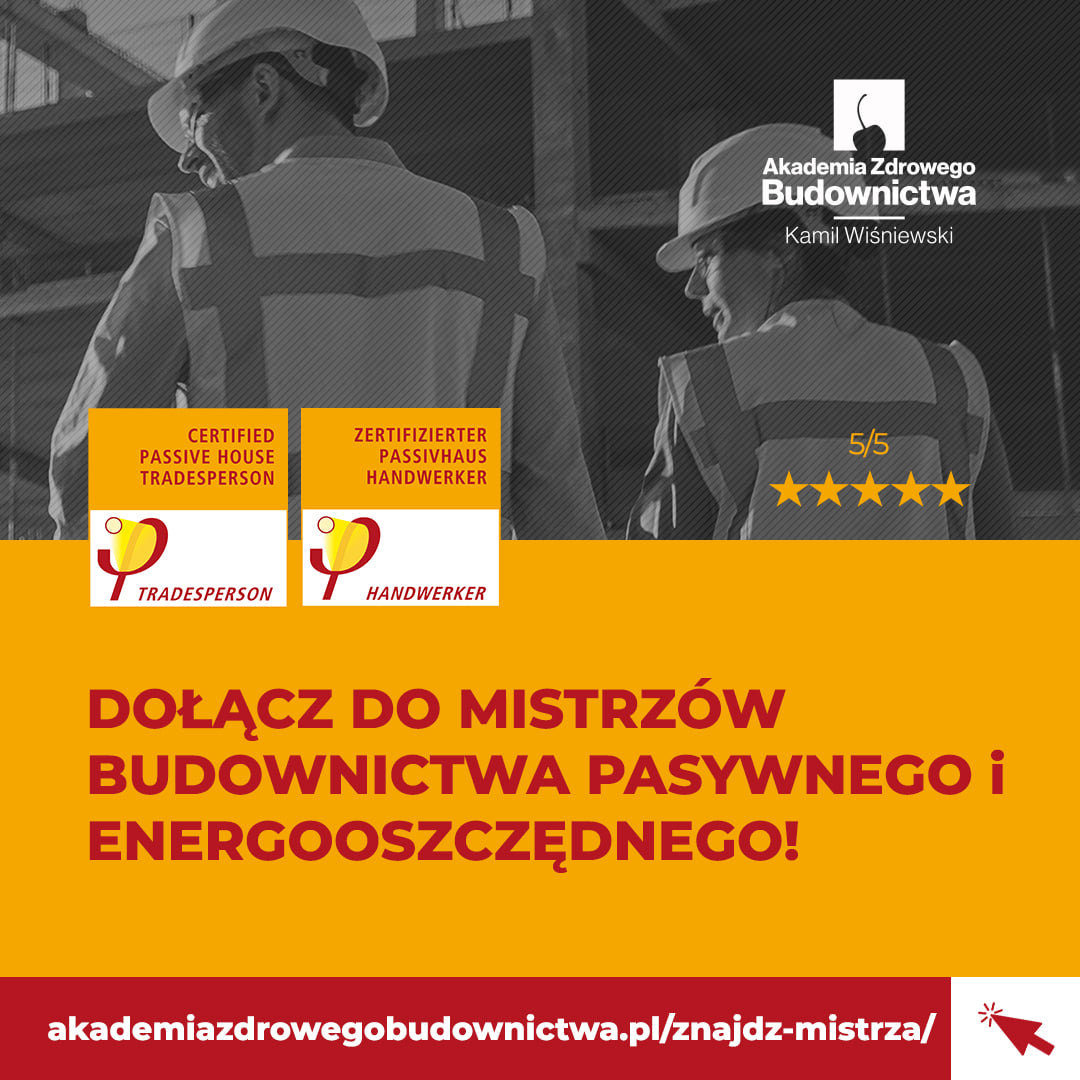 Akademia Zdrowego
Budownictwa
Kamil Wiśniewski
CERTIFIED
PASSIVE HOUSE
TRADESPERSON
TRADESPERSON
ZERTIFIZIERTER
PASSIVHAUS
HANDWERKER
HANDWERKER
5/5
DOŁĄCZ DO MISTRZÓW
BUDOWNICTWA PASYWNEGO i
ENERGOOSZCZĘDNEGO!
akademiazdrowegobudownictwa.pl/znajdz-mistrza/